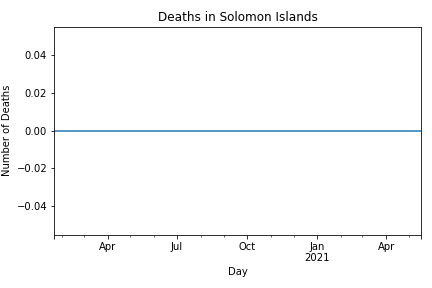 Deaths in Solomon Islands
Number of Deaths
0.04
0.02
0.00
−0.02
−0.04
Apr
Jul
Oct
Jan
2021
Apr
Day